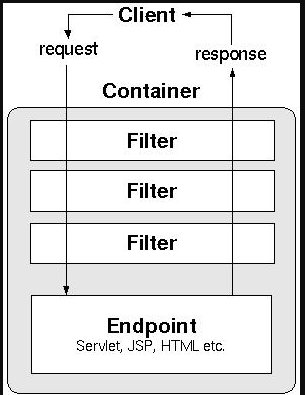 Client
request
response
Container
Filter
Filter
Filter
Endpoint
Servlet, JSP, HTML etc.